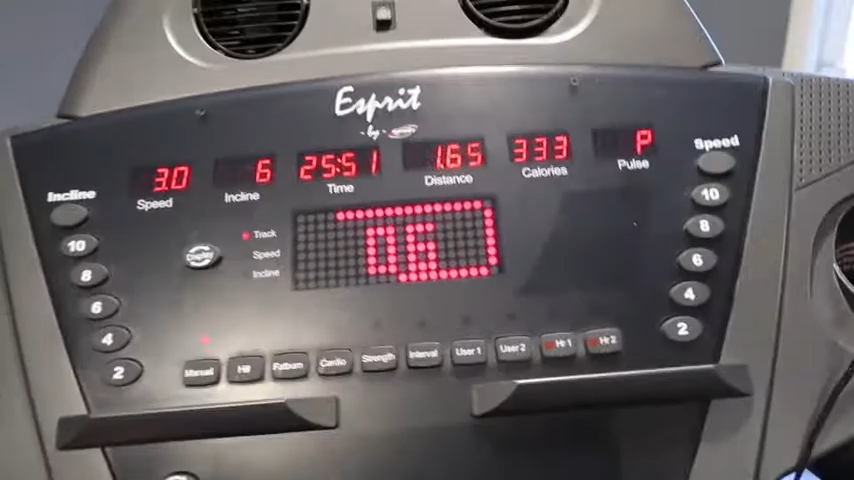 Esprit
by
3.0 6 25:51 1.65 333 P
Speed Incline Time Distance Calories Pulse
Incline
10
8
6
4
2
Display
Track
Speed
Incline
06
Speed
10
8
6
4
2
Manual Hill Fatburn Cardio Strength Interval User 1 User 2 Hr 1 Hr 2